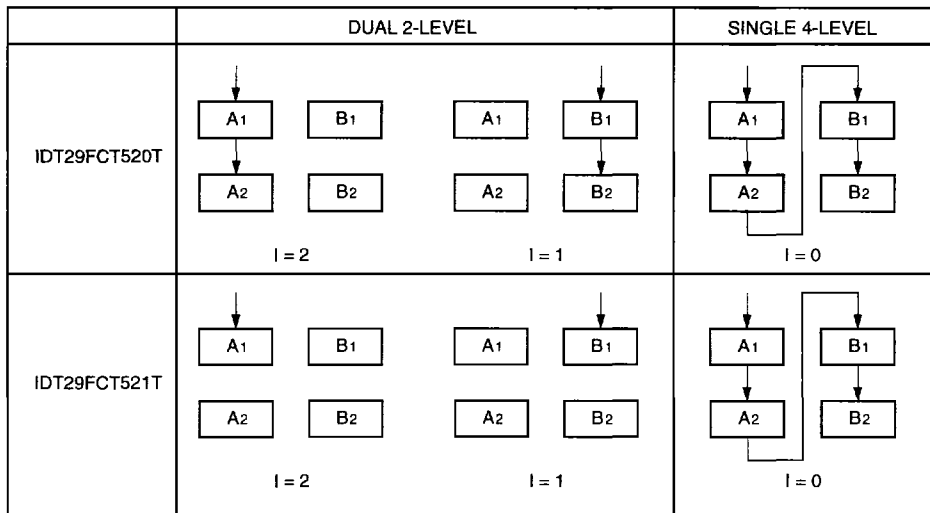 DUAL 2-LEVEL SINGLE 4-LEVEL
IDT29FCT520T
A1 B1 A1 B1 A1 B1
A2 B2 A2 B2 A2 B2
I = 2 I = 1 I = 0
IDT29FCT521T
A1 B1 A1 B1 A1 B1
A2 B2 A2 B2 A2 B2
I = 2 I = 1 I = 0